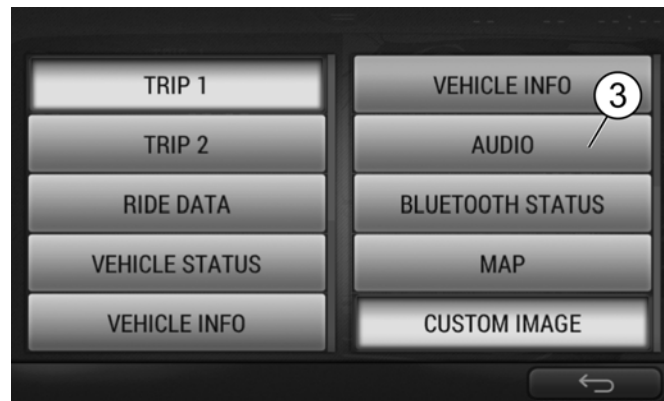 TRIP 1
TRIP 2
RIDE DATA
VEHICLE STATUS
VEHICLE INFO
VEHICLE INFO
3
AUDIO
BLUETOOTH STATUS
MAP
CUSTOM IMAGE